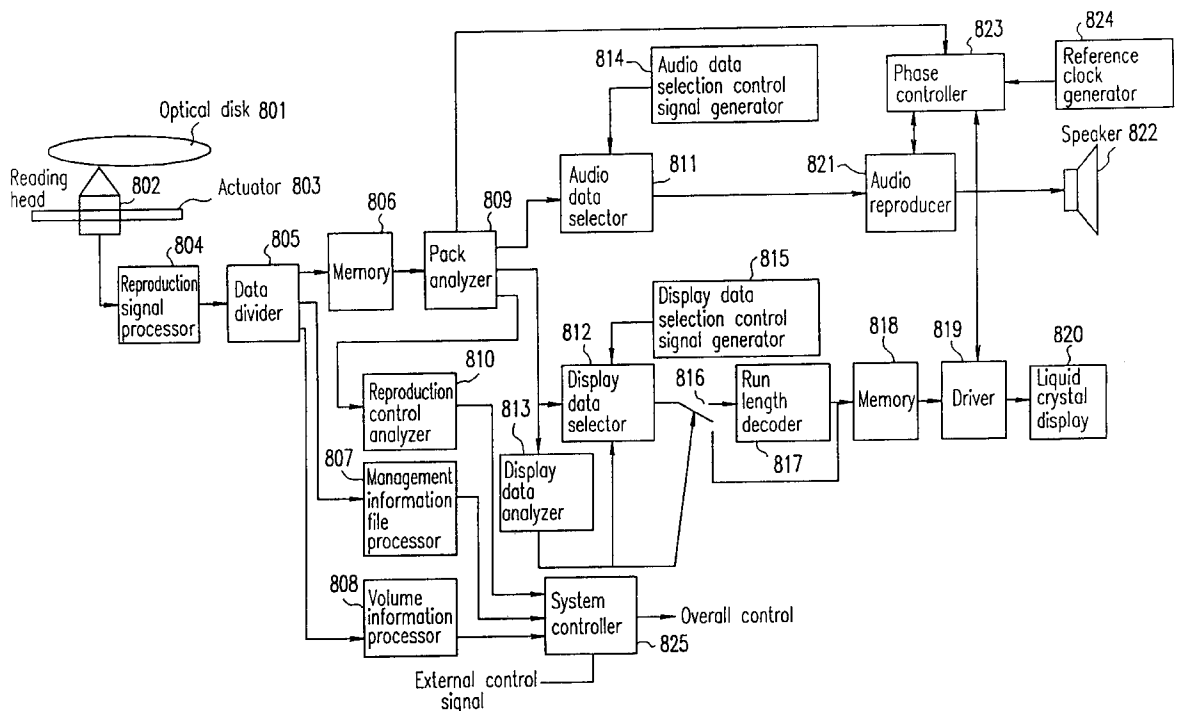 823
824
814
Audio data
selection control
signal generator
Phase
controller
Reference
clock
generator
Optical disk 801
Speaker 822
Reading
head
802
Actuator 803
811
Audio
data
selector
821
Audio
reproducer
806
809
804
805
Memory
Pack
analyzer
Reproduction
signal
processor
Data
divider
815
Display data
selection control
signal generator
812
818
819
820
810
Display
data
selector
816
Run
length
decoder
Memory
Driver
Liquid
crystal
display
Reproduction
control
analyzer
813
817
807
Display
data
analyzer
Management
information
file
processor
808
Volume
information
processor
System
controller
Overall control
825
External control
signal